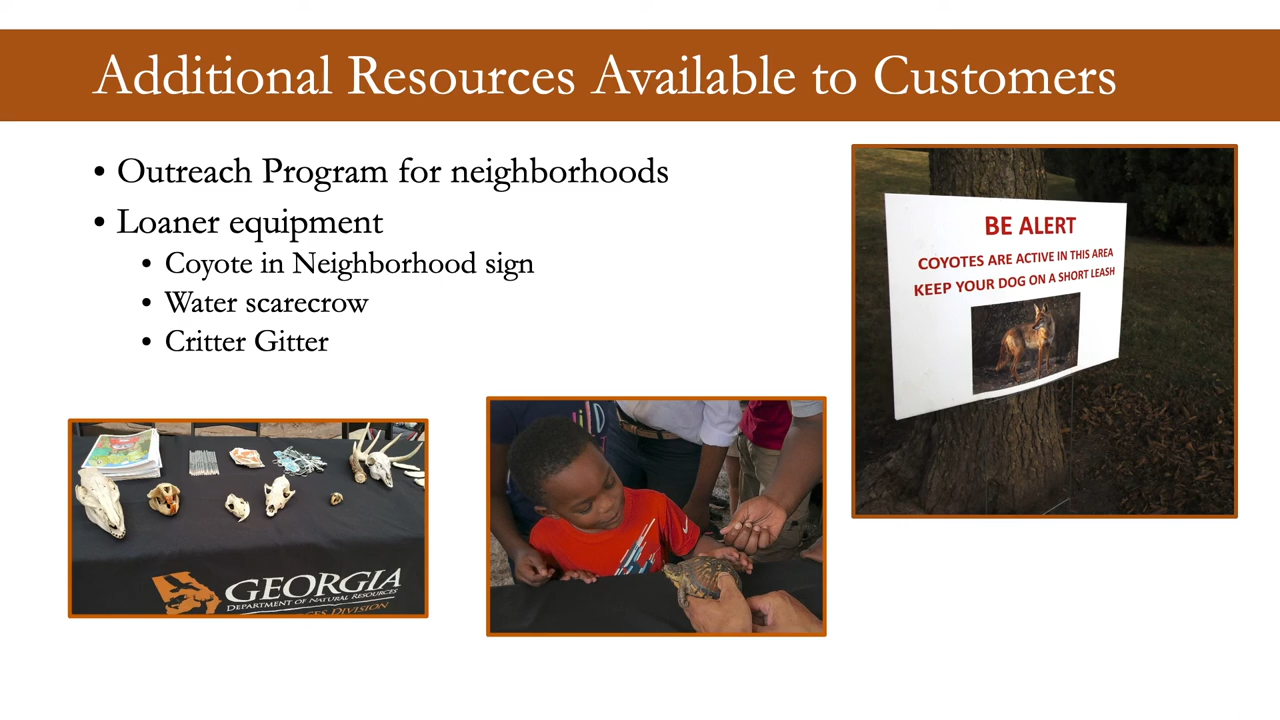 Additional Resources Available to Customers
• Outreach Program for neighborhoods
• Loaner equipment
• Coyote in Neighborhood sign
• Water scarecrow
• Critter Gitter
BE ALERT
COYOTES ARE ACTIVE IN THIS AREA
KEEP YOUR DOG ON A SHORT LEASH
GEORGIA
DEPARTMENT OF NATURAL RESOURCES
DIVISION